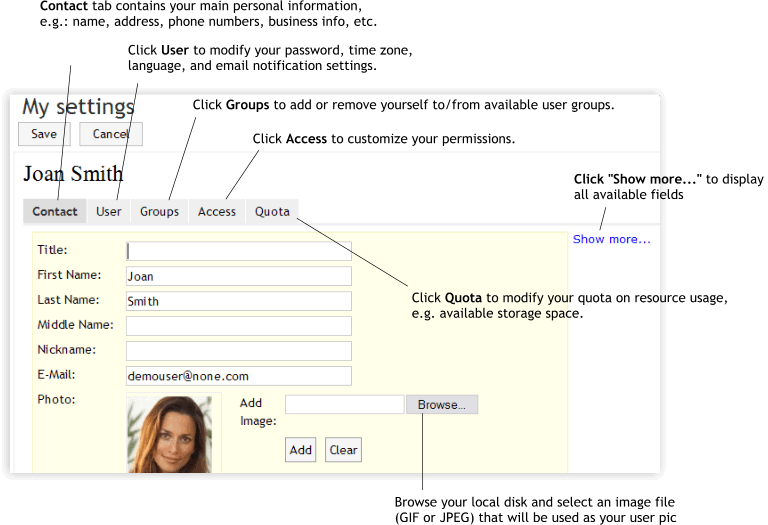 Contact tab contains your main personal information,
e.g.: name, address, phone numbers, business info, etc.
Click User to modify your password, time zone,
language, and email notification settings.
My settings
Click Groups to add or remove yourself to/from available user groups.
Save
Cancel
Click Access to customize your permissions.
Joan Smith
Click "Show more..." to display
all available fields
Contact
User
Groups
Access
Quota
Show more...
Title:
First Name:
Joan
Last Name:
Smith
Click Quota to modify your quota on resource usage,
e.g. available storage space.
Middle Name:
Nickname:
E-Mail:
demouser@none.com
Photo:
Add
Image:
Browse...
Add
Clear
Browse your local disk and select an image file
(GIF or JPEG) that will be used as your user pic